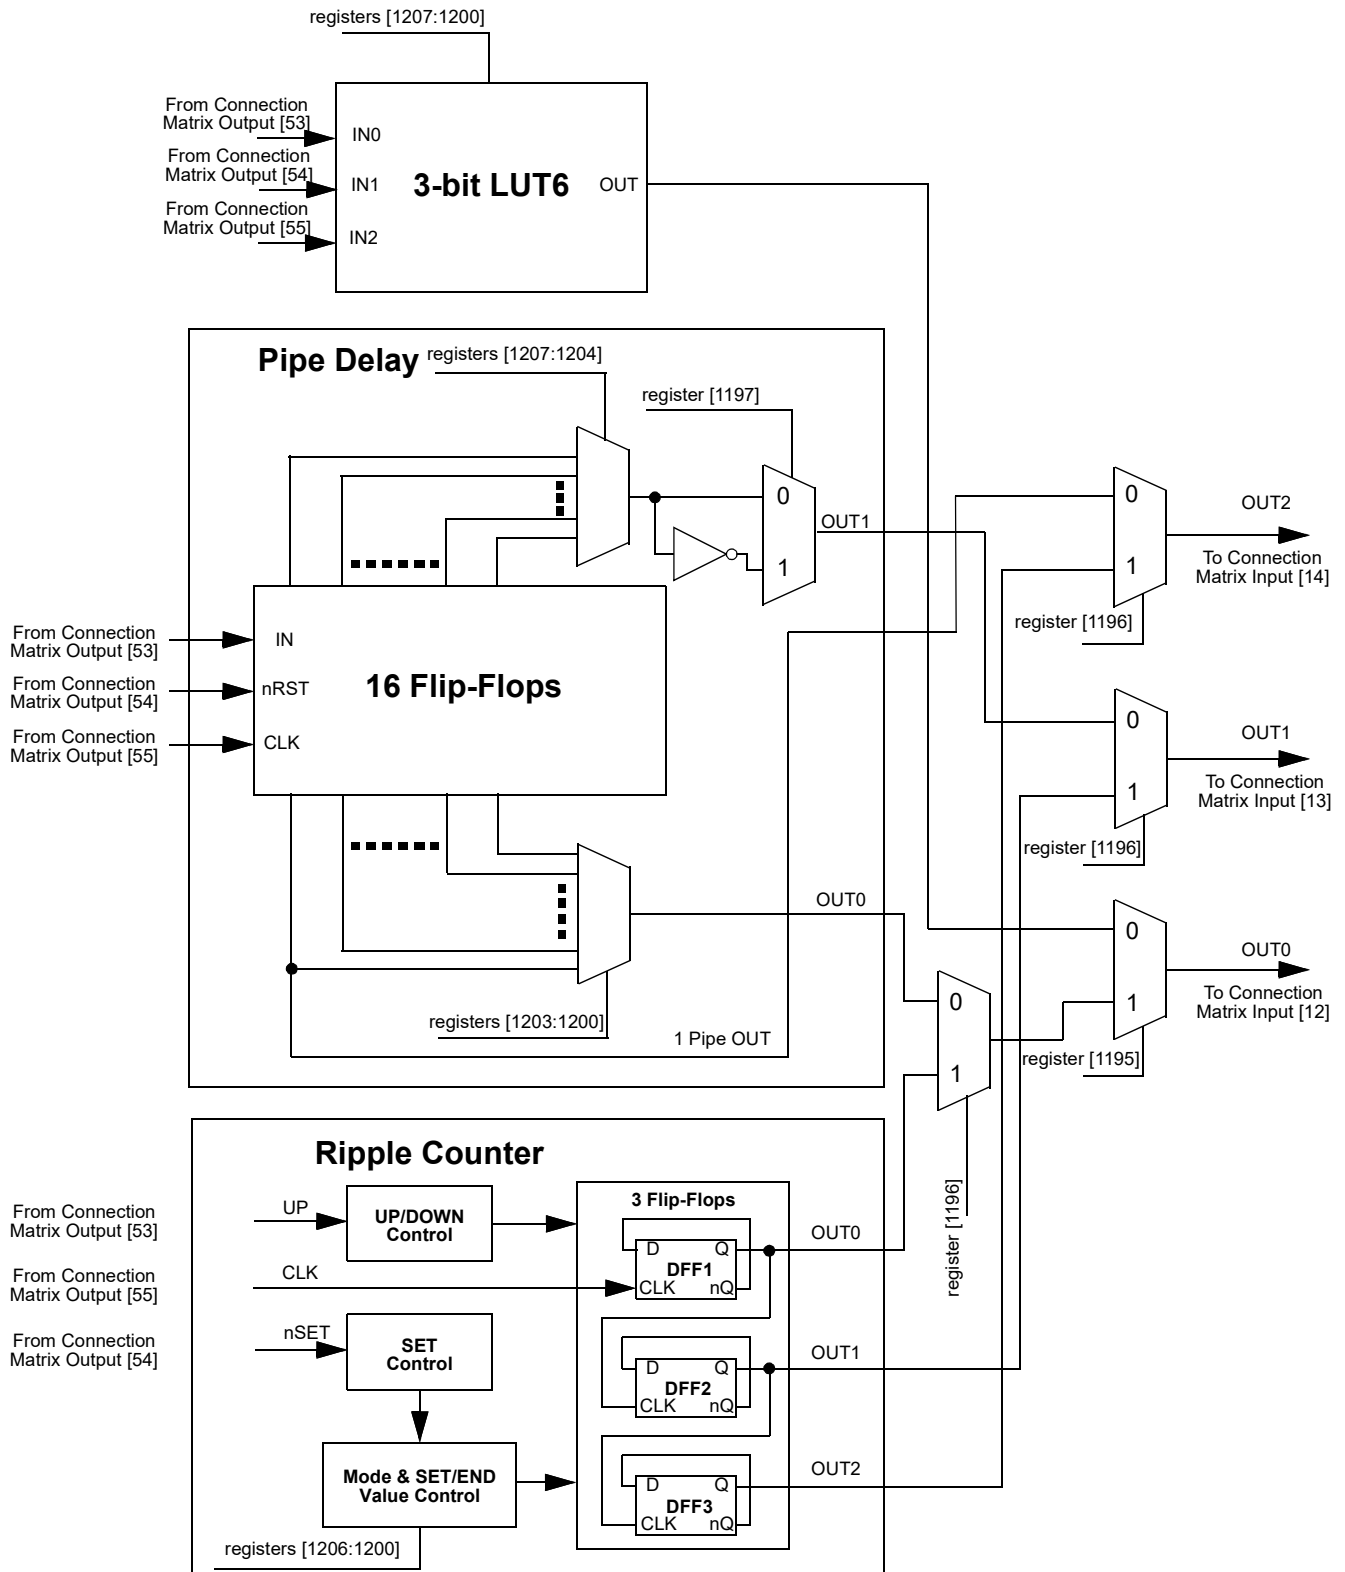 registers [1207:1200]
From Connection
Matrix Output [53]
From Connection
Matrix Output [54]
From Connection
Matrix Output [55]
IN0
IN1
IN2
3-bit LUT6
OUT
Pipe Delay
registers [1207:1204]
register [1197]
0
1
OUT1
From Connection
Matrix Output [53]
From Connection
Matrix Output [54]
From Connection
Matrix Output [55]
IN
nRST
CLK
16 Flip-Flops
OUT0
registers [1203:1200]
1 Pipe OUT
0
1
register [1196]
OUT2
To Connection
Matrix Input [14]
0
1
register [1196]
OUT1
To Connection
Matrix Input [13]
0
1
register [1195]
OUT0
To Connection
Matrix Input [12]
0
1
register [1196]
Ripple Counter
From Connection
Matrix Output [53]
From Connection
Matrix Output [55]
From Connection
Matrix Output [54]
UP
UP/DOWN
Control
CLK
nSET
SET
Control
Mode & SET/END
Value Control
registers [1206:1200]
3 Flip-Flops
D
Q
DFF1
CLK
nQ
OUT0
D
Q
DFF2
CLK
nQ
OUT1
D
Q
DFF3
CLK
nQ
OUT2